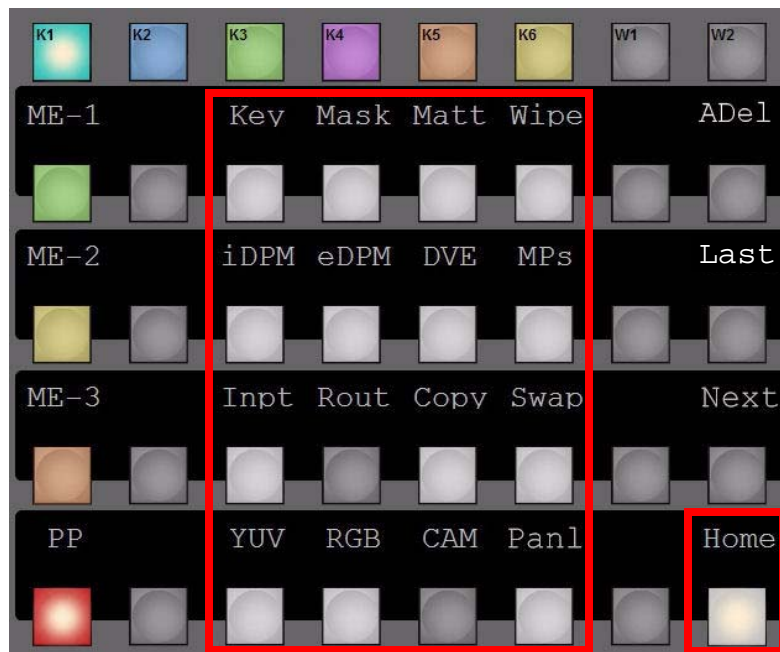 K1 K2 K3 K4 K5 K6 W1 W2
ME-1 Key Mask Matt Wipe ADel
ME-2 iDPM eDPM DVE MPs Last
ME-3 Inpt Rout Copy Swap Next
PP YUV RGB CAM Panl Home